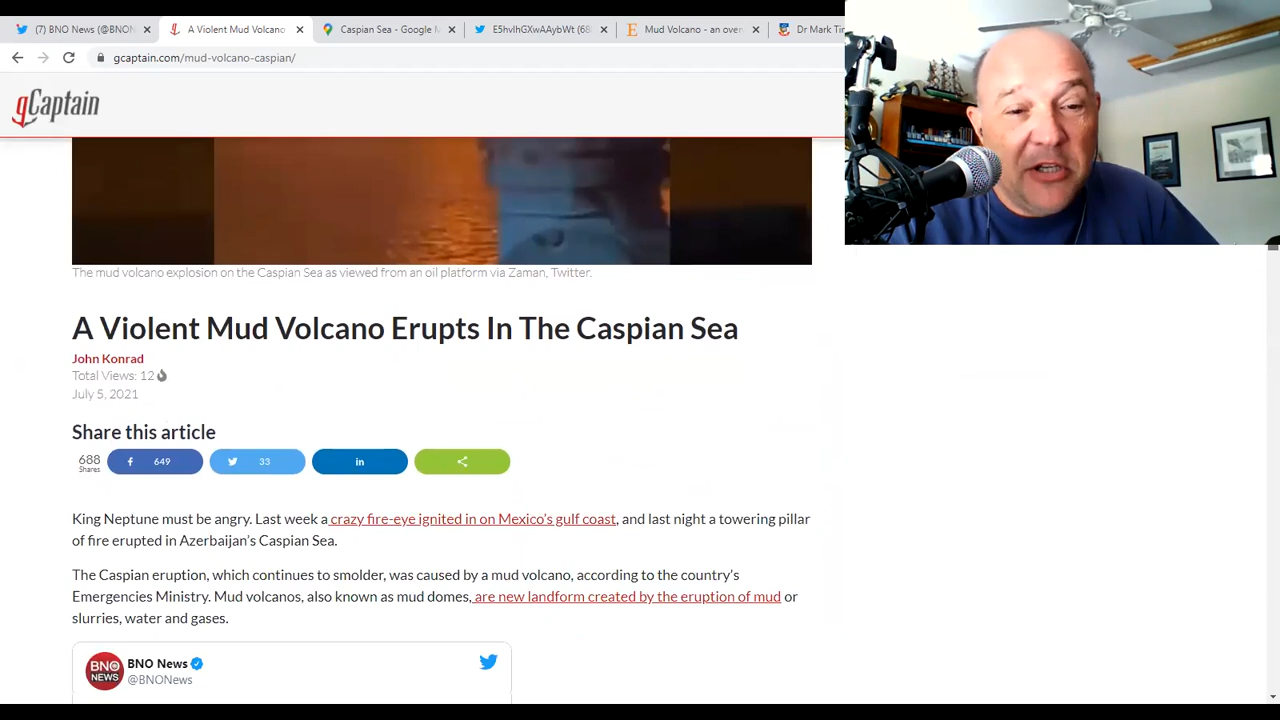 (7) BNO News (@BNON
A Violent Mud Volcano
Caspian Sea - Google M
E5hvIhGXwAAybWt (68
Mud Volcano - an over
Dr Mark Ti
gcaptain.com/mud-volcano-caspian/
gCaptain
The mud volcano explosion on the Caspian Sea as viewed from an oil platform via Zaman, Twitter.
A Violent Mud Volcano Erupts In The Caspian Sea
John Konrad
Total Views: 12
July 5, 2021
Share this article
688
Shares
649
33
in
King Neptune must be angry. Last week a crazy fire-eye ignited in on Mexico's gulf coast, and last night a towering pillar
of fire erupted in Azerbaijan's Caspian Sea.
The Caspian eruption, which continues to smolder, was caused by a mud volcano, according to the country's
Emergencies Ministry. Mud volcanos, also known as mud domes, are new landform created by the eruption of mud or
slurries, water and gases.
BNO
NEWS
BNO News
@BNONews